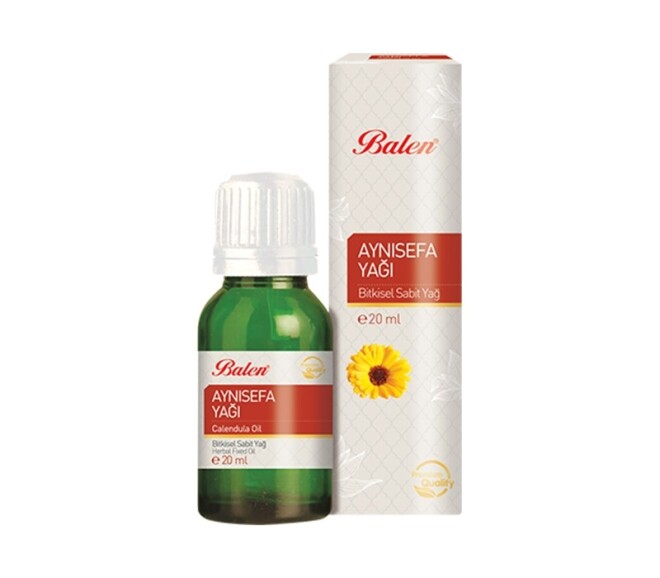 Balen
AYNISEFA
YAĞI
Bitkisel Sabit Yağ
e 20 ml
Premium
Quality
Balen
AYNISEFA
YAĞI
Calendula Oil
Bitkisel Sabit Yağ
Herbal Fixed Oil
e 20 ml